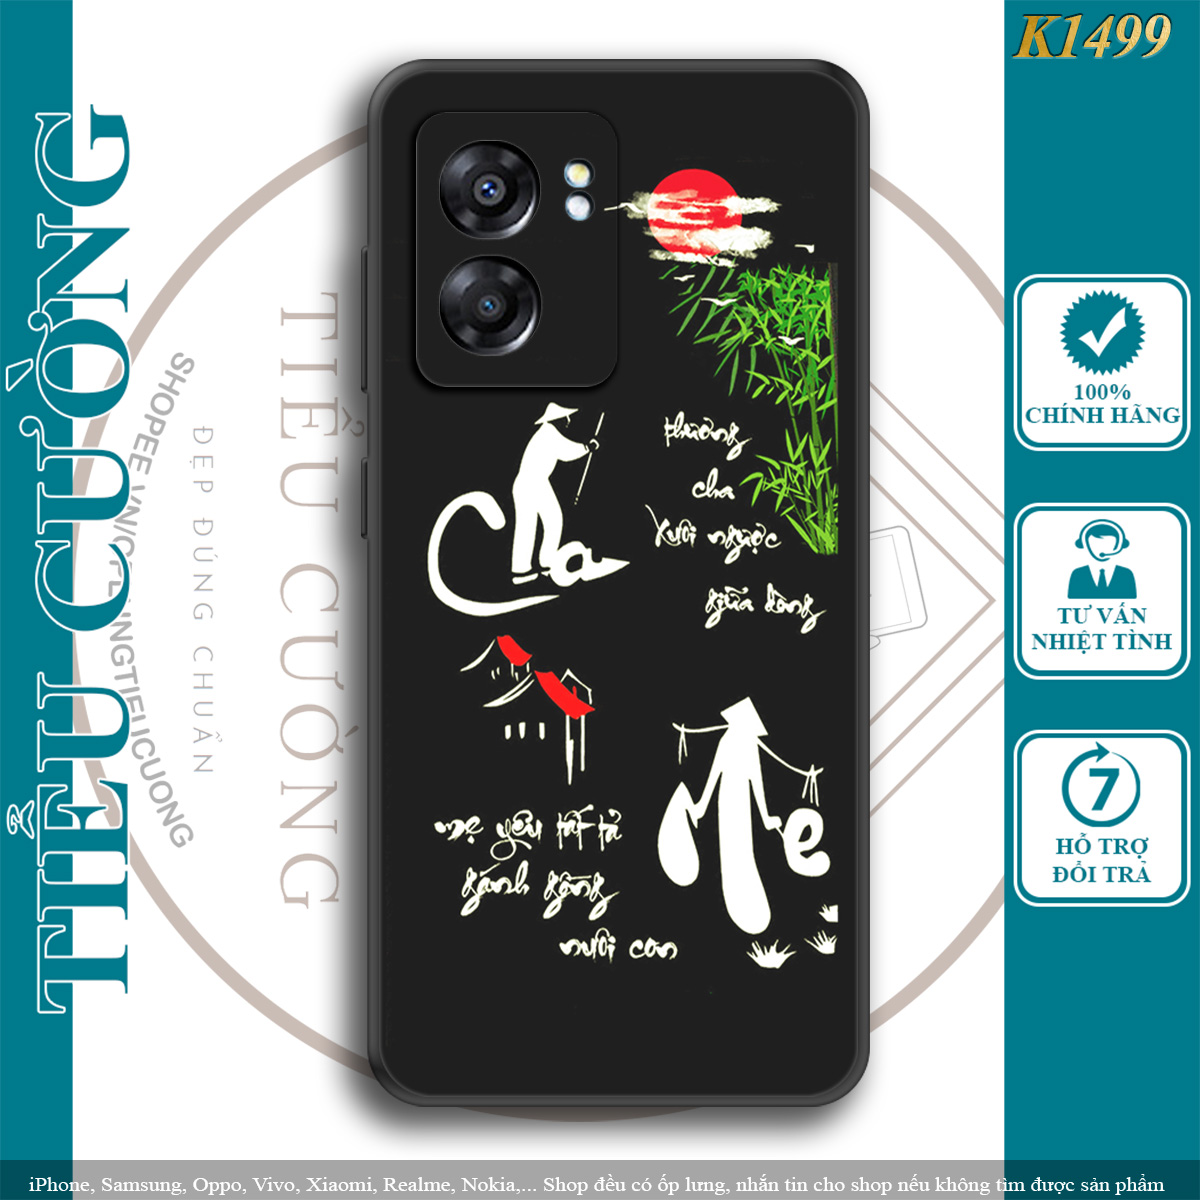 K1499
TIỂU CƯỜNG
TIỂU CƯỜNG
ĐẸP ĐÚNG CHUẨN
thương
cha
Xuôi ngược
giữa dòng
Cha
mẹ yêu tất tả
gánh gồng
nuôi con
Mẹ
100%
CHÍNH HÃNG
TƯ VẤN
NHIỆT TÌNH
7
HỖ TRỢ
ĐỔI TRẢ
iPhone, Samsung, Oppo, Vivo, Xiaomi, Realme, Nokia,... Shop đều có ốp lưng, nhắn tin cho shop nếu không tìm được sản phẩm